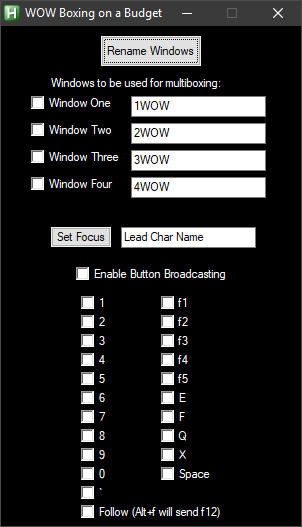 H WOW Boxing on a Budget
Rename Windows
Windows to be used for multiboxing:
Window One 1WOW
Window Two 2WOW
Window Three 3WOW
Window Four 4WOW
Set Focus Lead Char Name
Enable Button Broadcasting
1 f1
2 f2
3 f3
4 f4
5 f5
6 E
7 F
8 Q
9 X
0 Space
`
Follow (Alt+f will send f12)